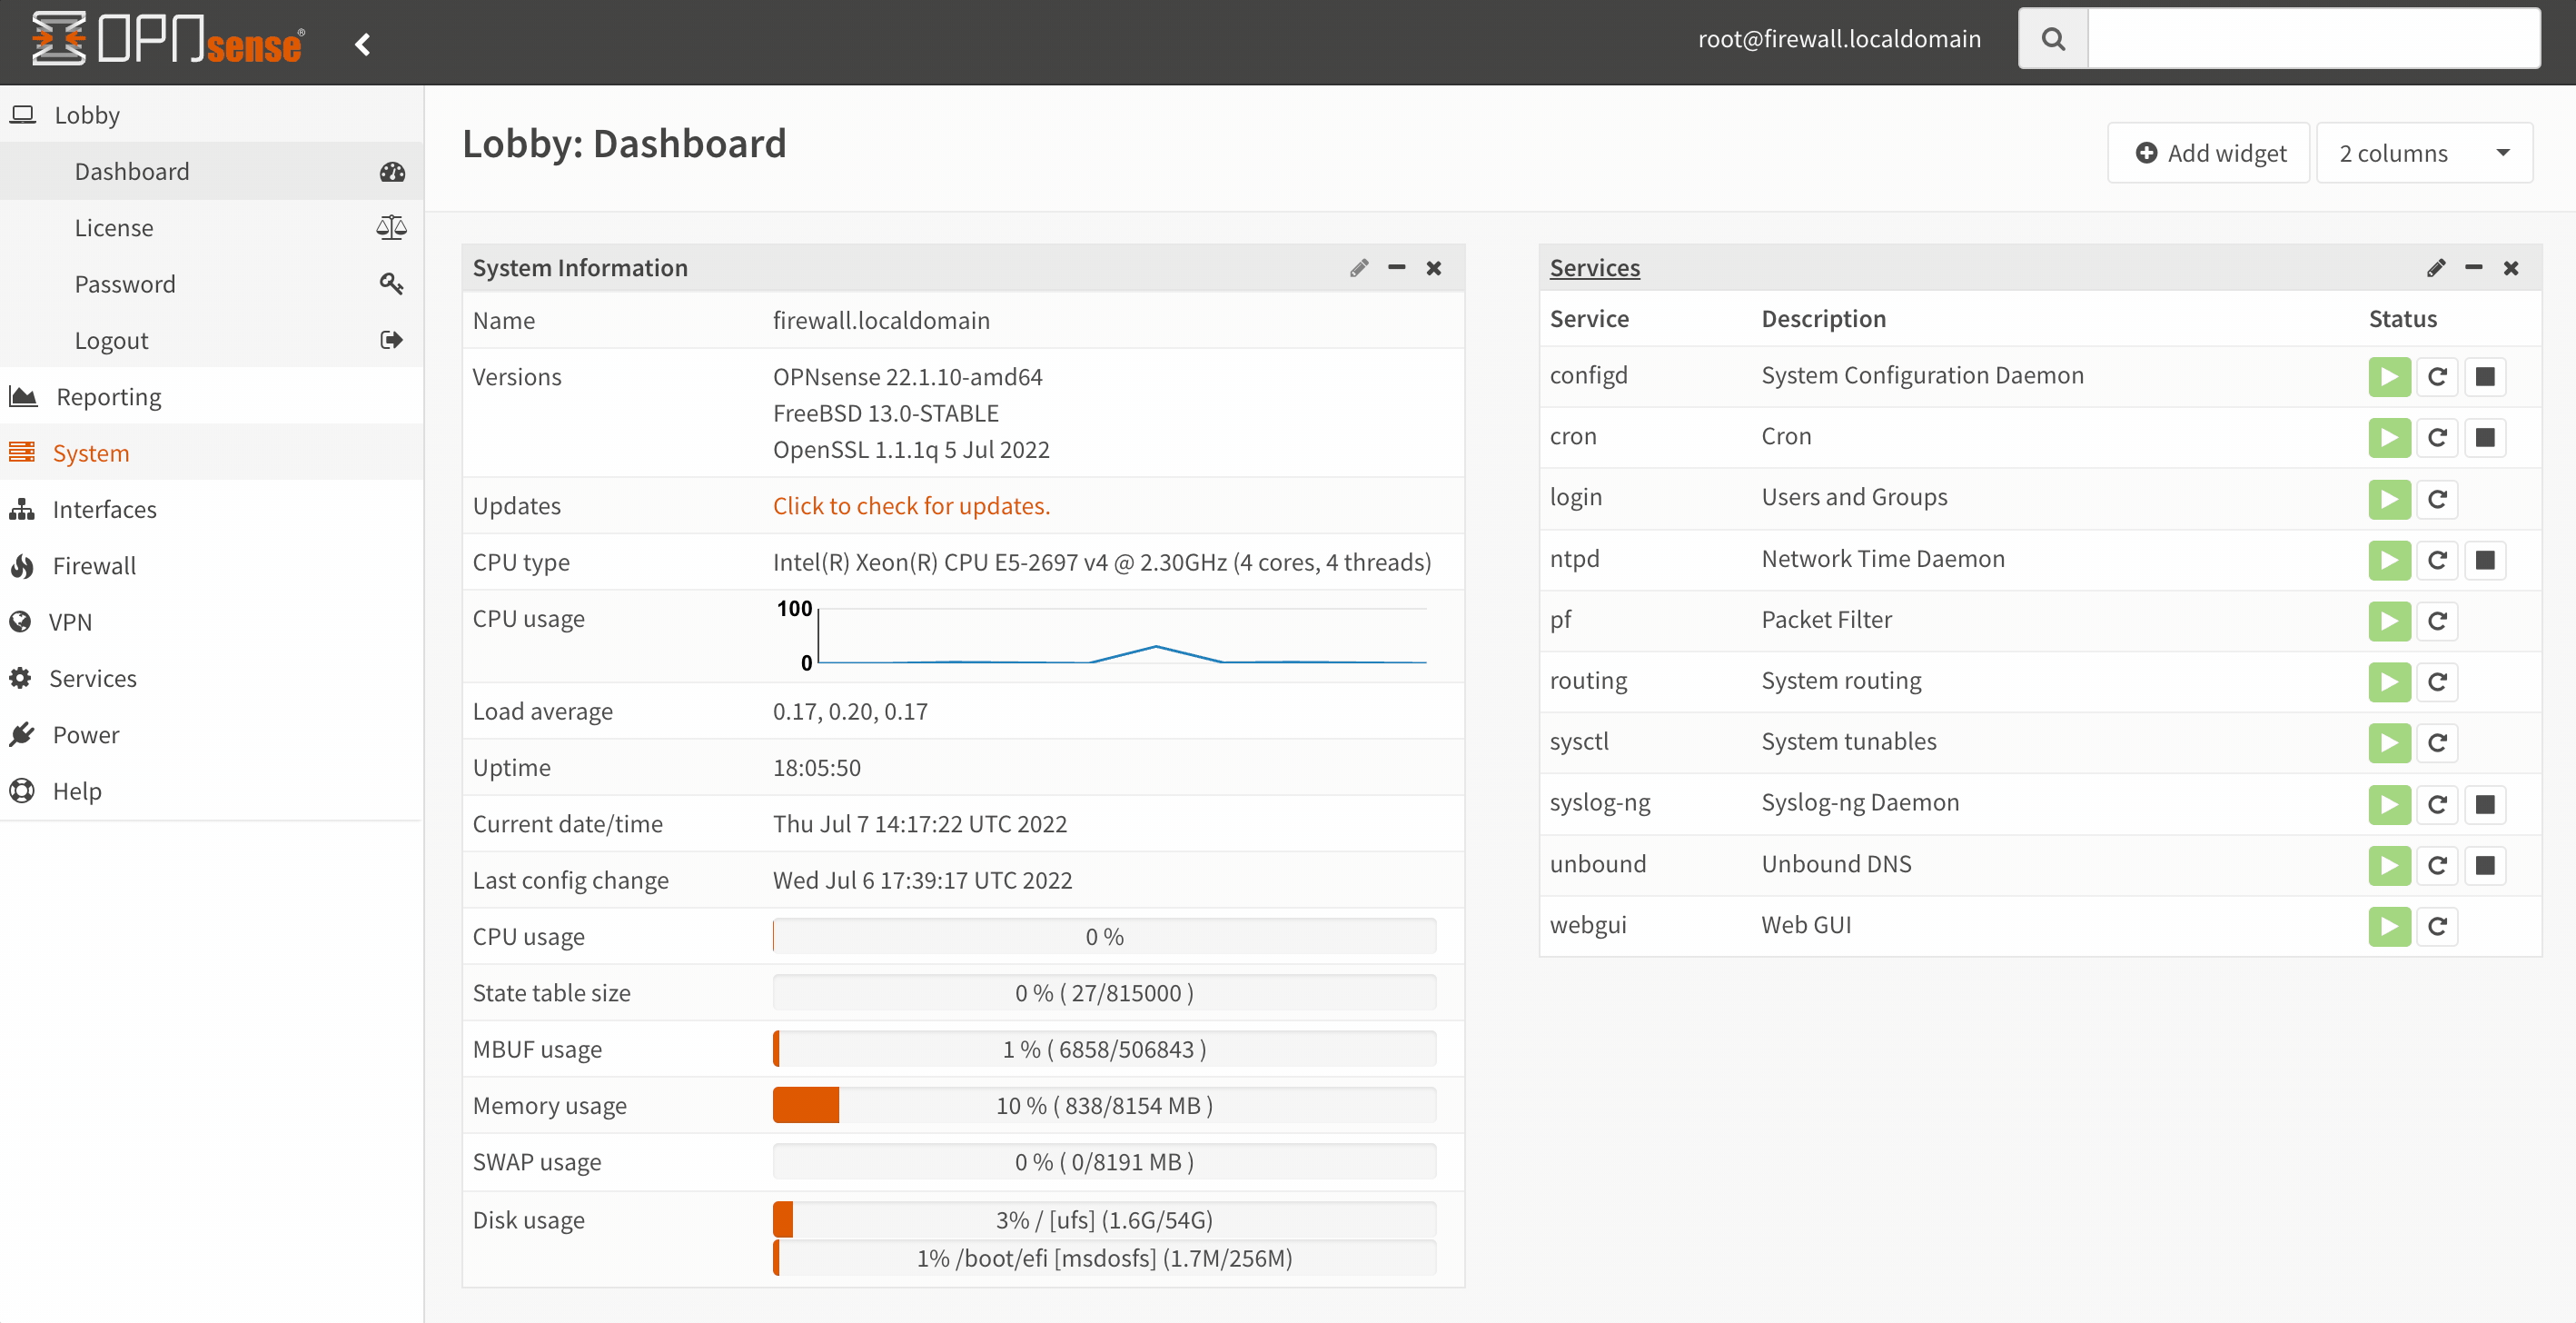 OPNsense®
root@firewall.localdomain
Lobby
Dashboard
License
Password
Logout
Reporting
System
Interfaces
Firewall
VPN
Services
Power
Help
Lobby: Dashboard
Add widget
2 columns
System Information
Name firewall.localdomain
Versions OPNsense 22.1.10-amd64
FreeBSD 13.0-STABLE
OpenSSL 1.1.1q 5 Jul 2022
Updates Click to check for updates.
CPU type Intel(R) Xeon(R) CPU E5-2697 v4 @ 2.30GHz (4 cores, 4 threads)
CPU usage 100
0
Load average 0.17, 0.20, 0.17
Uptime 18:05:50
Current date/time Thu Jul 7 14:17:22 UTC 2022
Last config change Wed Jul 6 17:39:17 UTC 2022
CPU usage 0 %
State table size 0 % ( 27/815000 )
MBUF usage 1 % ( 6858/506843 )
Memory usage 10 % ( 838/8154 MB )
SWAP usage 0 % ( 0/8191 MB )
Disk usage 3% / [ufs] (1.6G/54G)
1% /boot/efi [msdosfs] (1.7M/256M)
Services
Service Description Status
configd System Configuration Daemon
cron Cron
login Users and Groups
ntpd Network Time Daemon
pf Packet Filter
routing System routing
sysctl System tunables
syslog-ng Syslog-ng Daemon
unbound Unbound DNS
webgui Web GUI